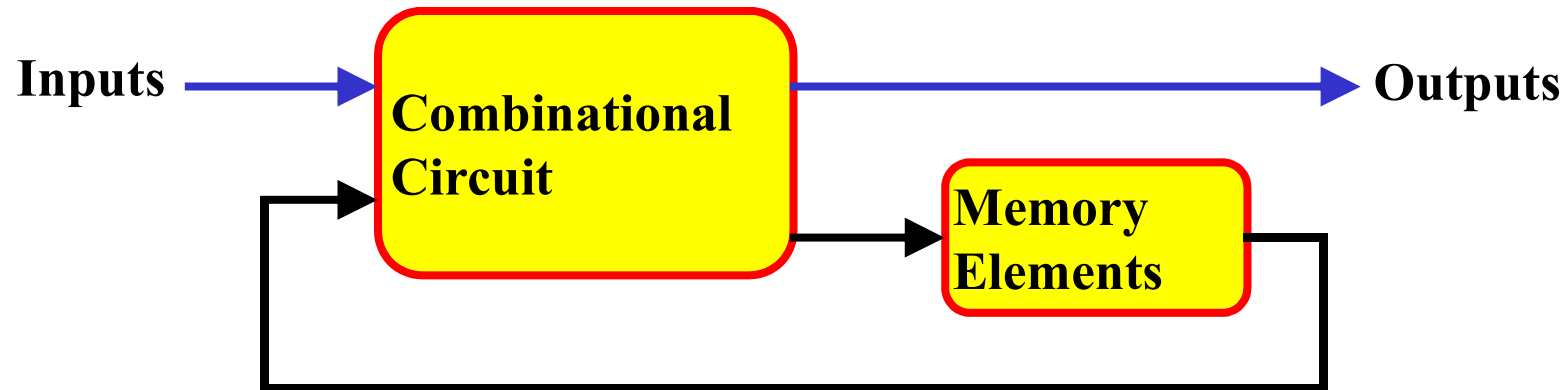 Inputs
Combinational
Circuit
Outputs
Memory
Elements